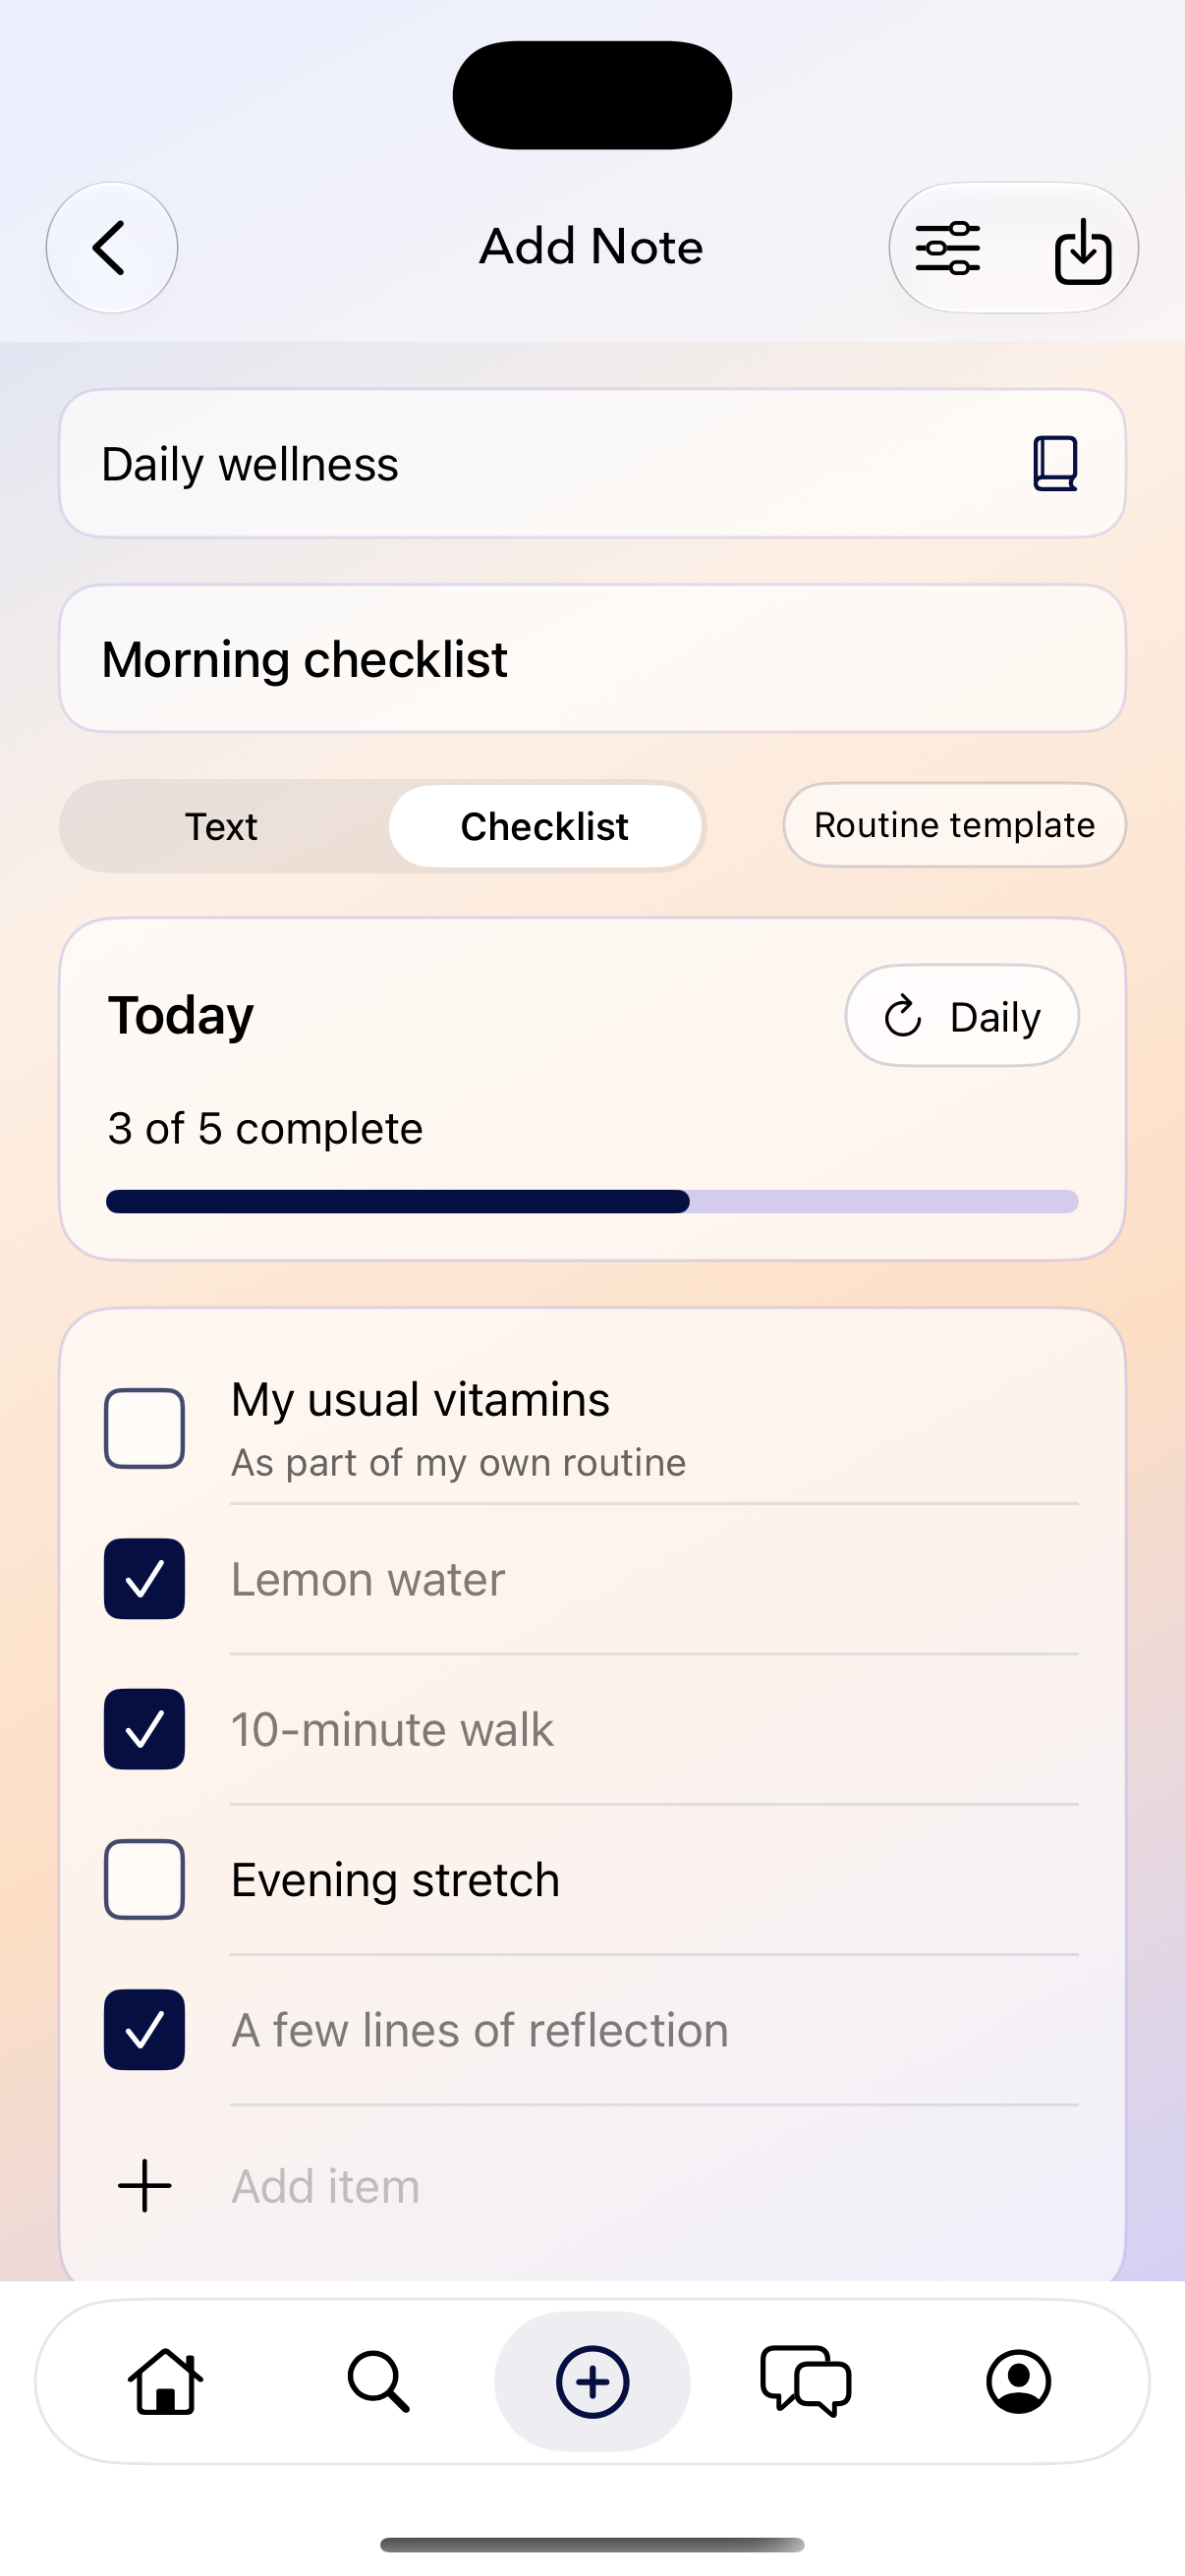 Add Note
Daily wellness
Morning checklist
Text
Checklist
Routine template
Today
Daily
3 of 5 complete
My usual vitamins
As part of my own routine
Lemon water
10-minute walk
Evening stretch
A few lines of reflection
Add item